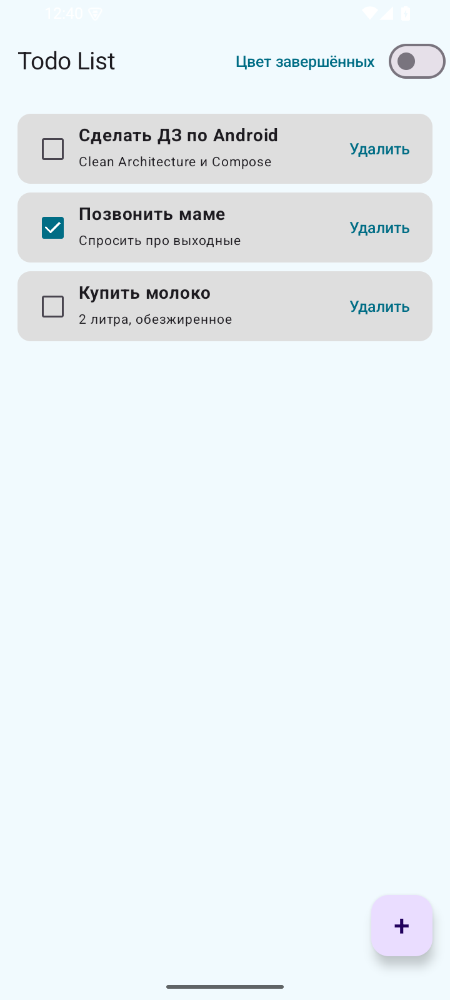 12:40
Todo List
Цвет завершённых
Сделать ДЗ по Android
Clean Architecture и Compose
Удалить
Позвонить маме
Спросить про выходные
Удалить
Купить молоко
2 литра, обезжиренное
Удалить
+